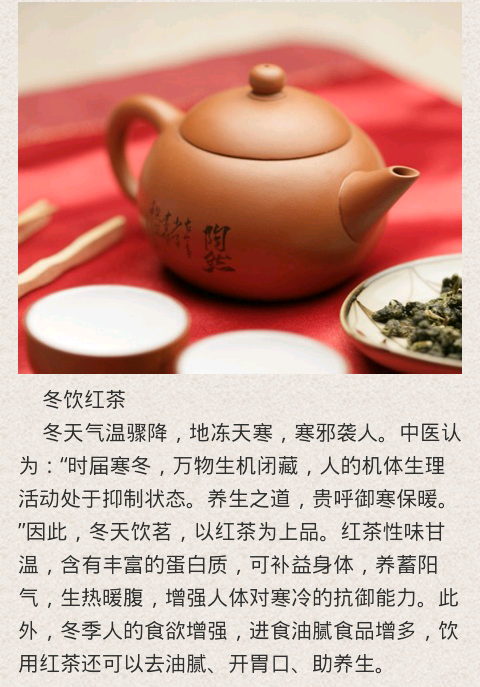 陶然
冬饮红茶
冬天气温骤降，地冻天寒，寒邪袭人。中医认
为：“时届寒冬，万物生机闭藏，人的机体生理
活动处于抑制状态。养生之道，贵呼御寒保暖。
”因此，冬天饮茗，以红茶为上品。红茶性味甘
温，含有丰富的蛋白质，可补益身体，养蓄阳
气，生热暖腹，增强人体对寒冷的抗御能力。此
外，冬季人的食欲增强，进食油腻食品增多，饮
用红茶还可以去油腻、开胃口、助养生。